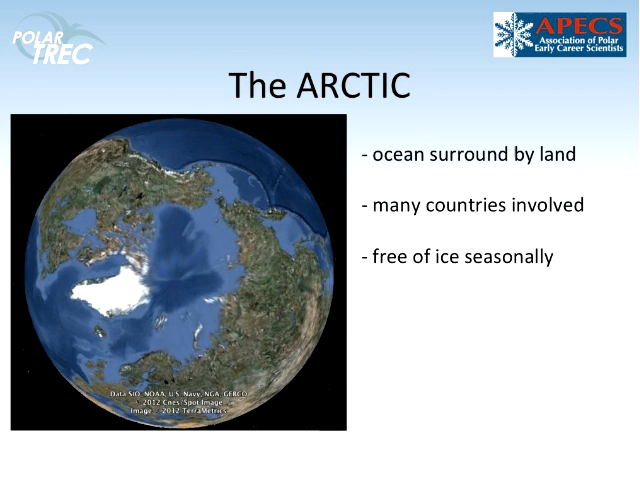 POLAR
TREC
APECS
Association of Polar
Early Career Scientists
The ARCTIC
- ocean surround by land
- many countries involved
- free of ice seasonally
Data SIO, NOAA, U.S. Navy, NGA, GEBCO
© 2012 Cnes/Spot Image
Image © 2012 TerraMetrics